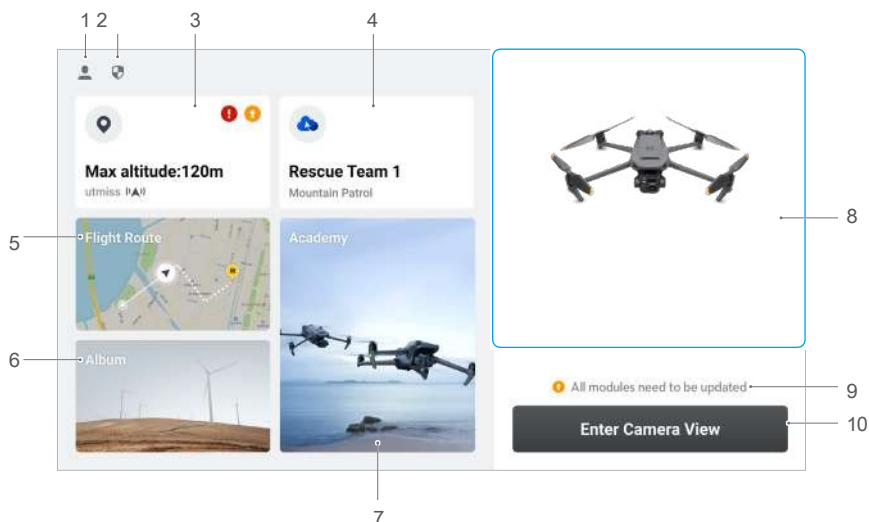 1 2
3
4
Max altitude:120m
utmiss
Rescue Team 1
Mountain Patrol
5
Flight Route
Academy
8
6
Album
All modules need to be updated
9
Enter Camera View
10
7